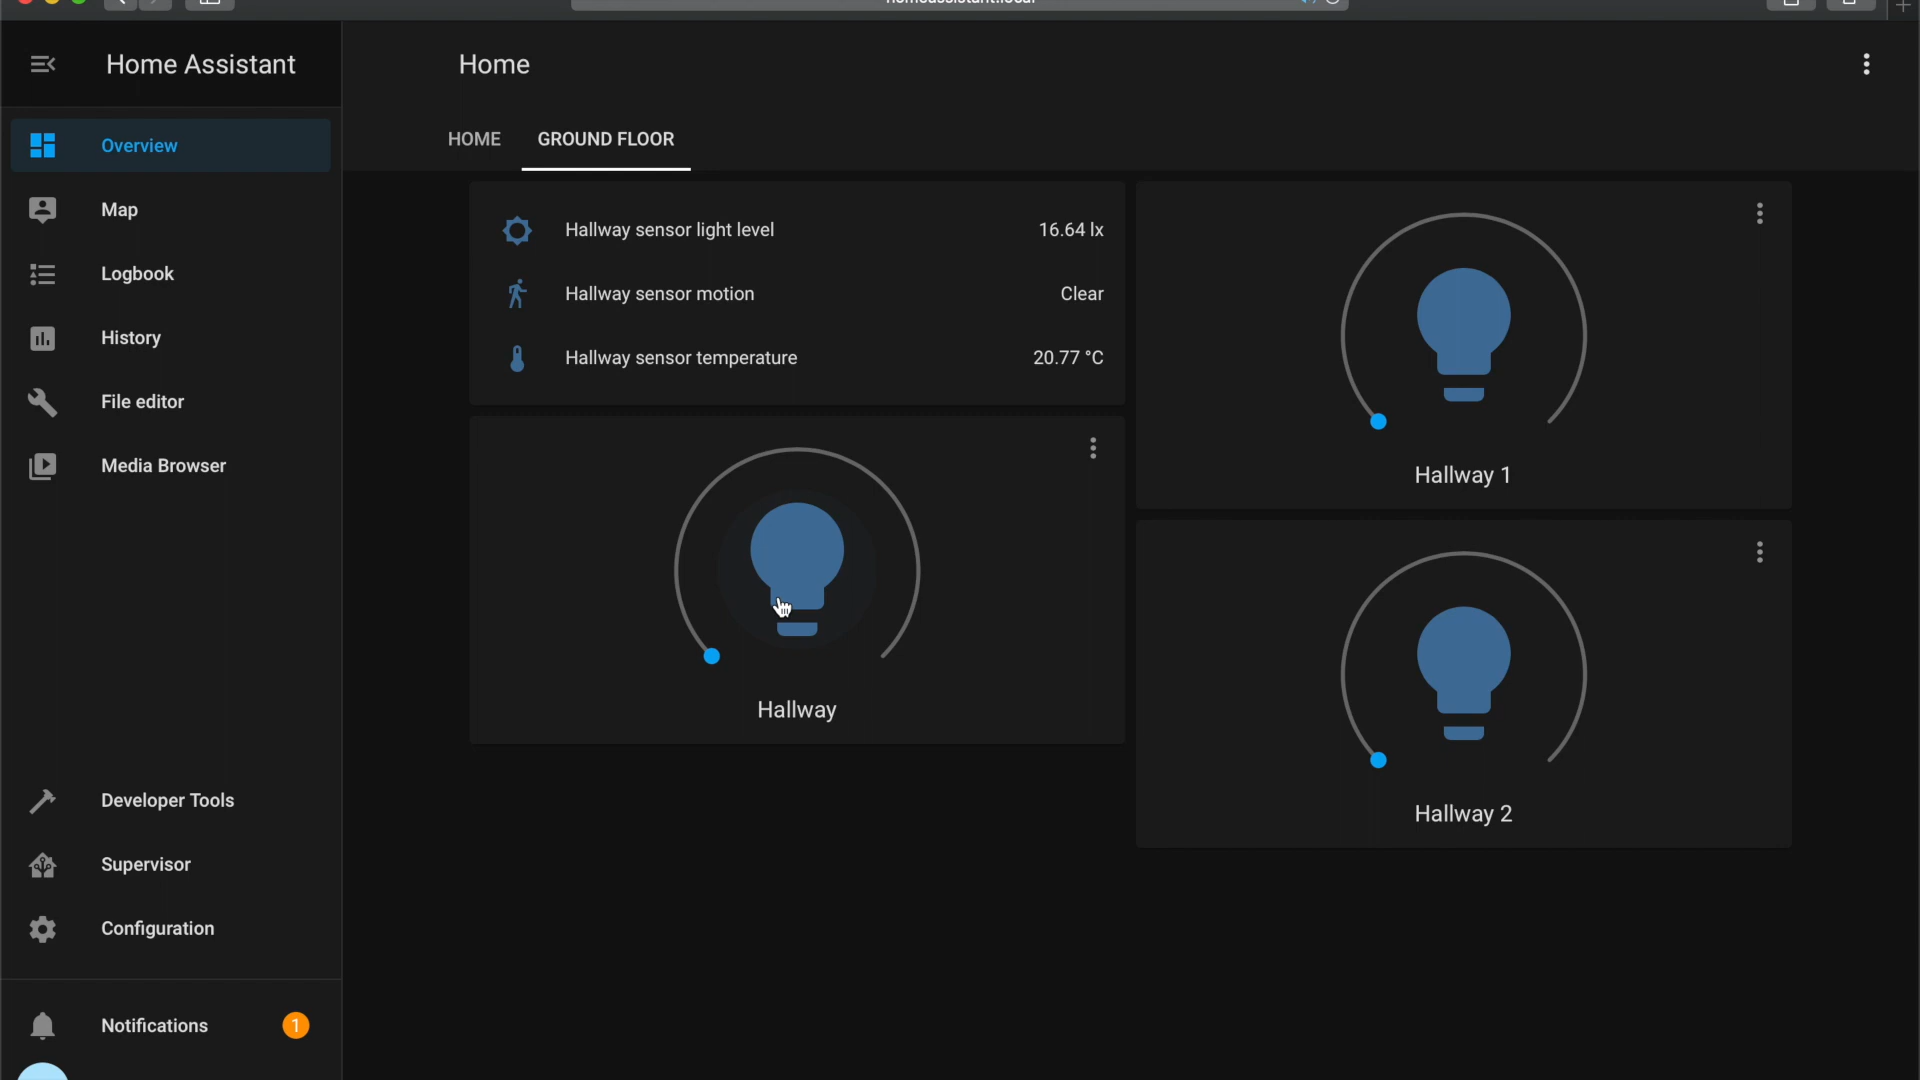 Home Assistant
Home
HOME
GROUND FLOOR
Overview
Map
Logbook
History
File editor
Media Browser
Developer Tools
Supervisor
Configuration
Notifications
1
Hallway sensor light level
16.64 lx
Hallway sensor motion
Clear
Hallway sensor temperature
20.77 °C
Hallway
Hallway 1
Hallway 2